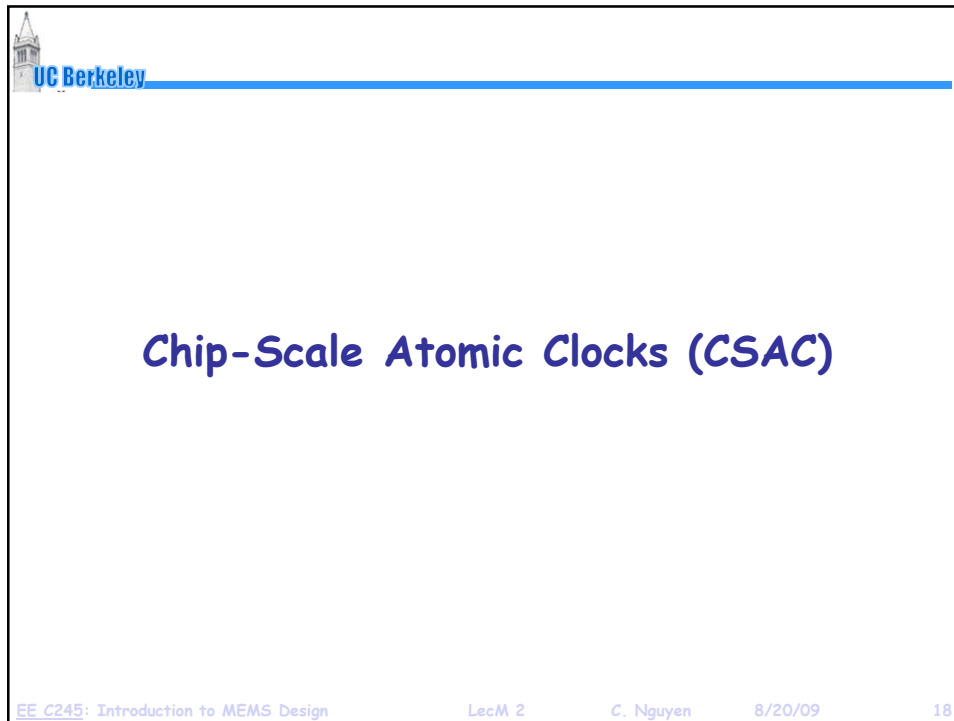 UC Berkeley
Chip-Scale Atomic Clocks (CSAC)
EE C245: Introduction to MEMS Design LecM 2 C. Nguyen 8/20/09 18